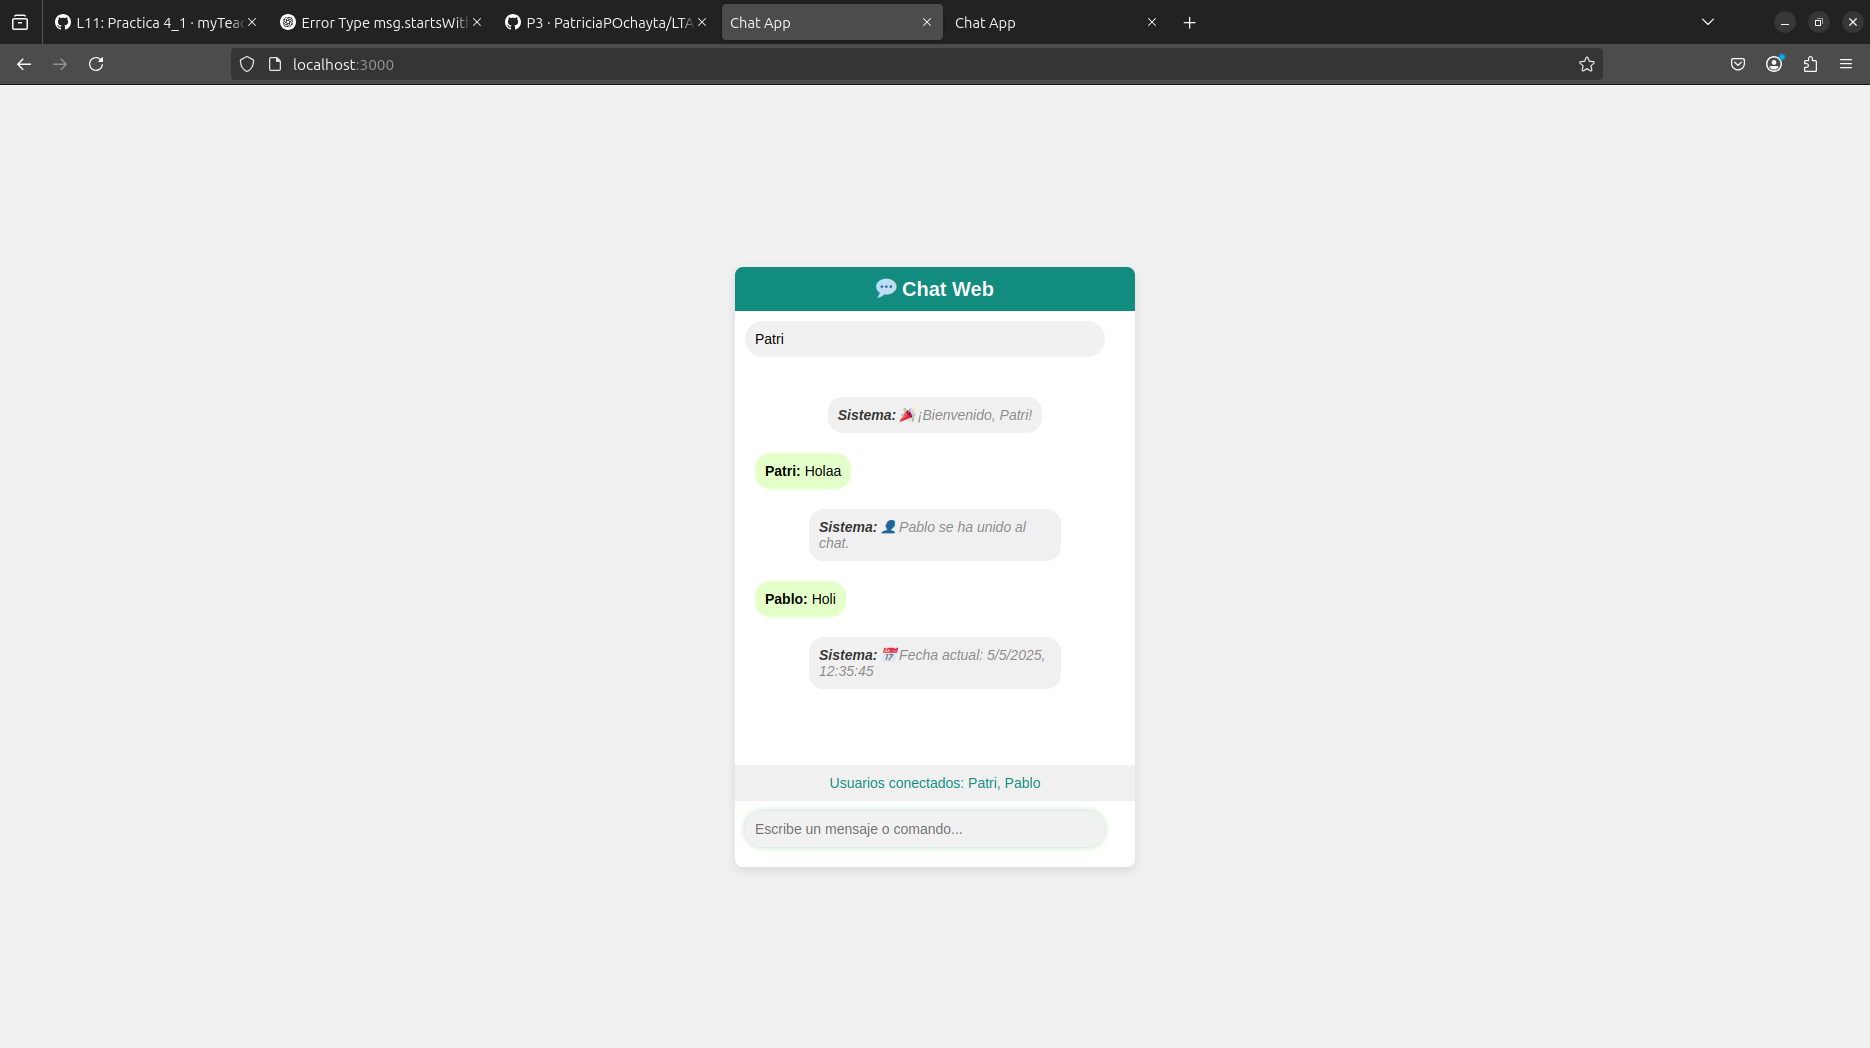 L11: Practica 4_1 · myTea
Error Type msg.startsWit
P3 · PatriciaPOchayta/LTA
Chat App
Chat App
localhost:3000
💬 Chat Web
Patri
Sistema: 🎉 ¡Bienvenido, Patri!
Patri: Holaa
Sistema: 👤 Pablo se ha unido al
chat.
Pablo: Holi
Sistema: 📅 Fecha actual: 5/5/2025,
12:35:45
Usuarios conectados: Patri, Pablo
Escribe un mensaje o comando...